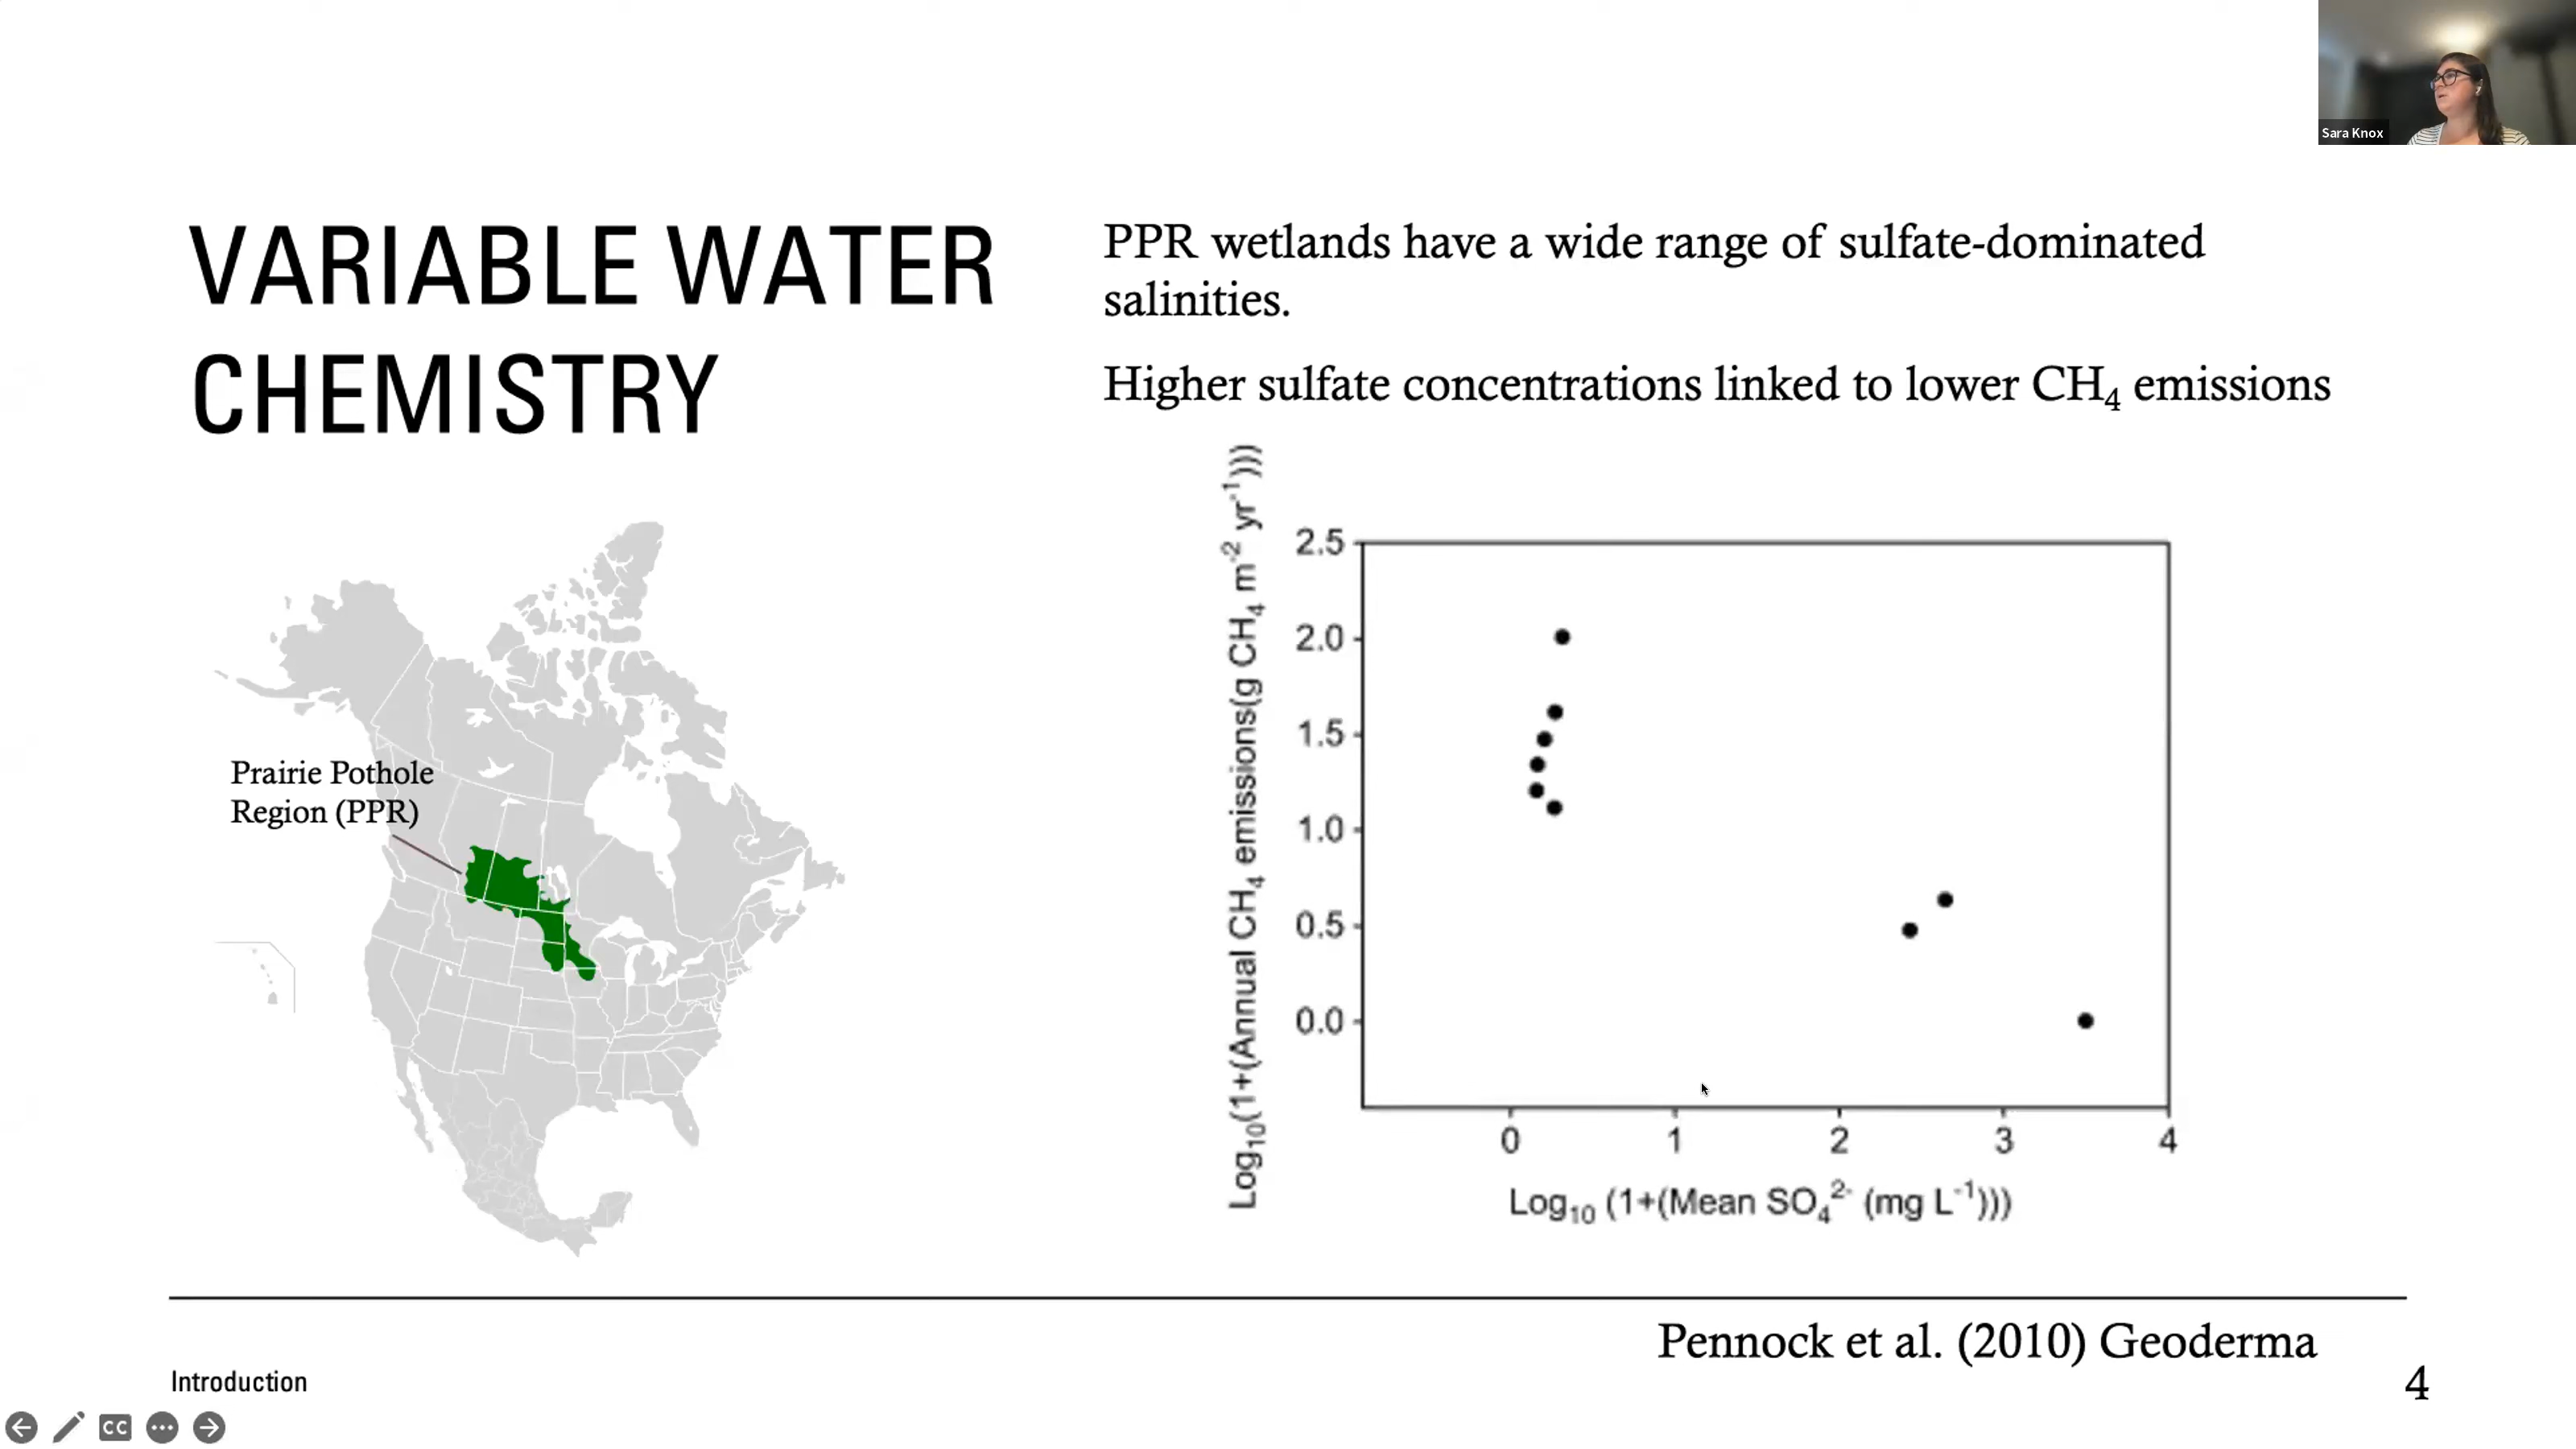 Sara Knox
VARIABLE WATER
CHEMISTRY
PPR wetlands have a wide range of sulfate-dominated
salinities.
Higher sulfate concentrations linked to lower CH₄ emissions
Prairie Pothole
Region (PPR)
Log₁₀(1+(Annual CH₄ emissions(g CH₄ m⁻² yr⁻¹)))
2.5
2.0
1.5
1.0
0.5
0.0
0 1 2 3 4
Log₁₀ (1+(Mean SO₄²⁻ (mg L⁻¹)))
Pennock et al. (2010) Geoderma
Introduction
4
CC